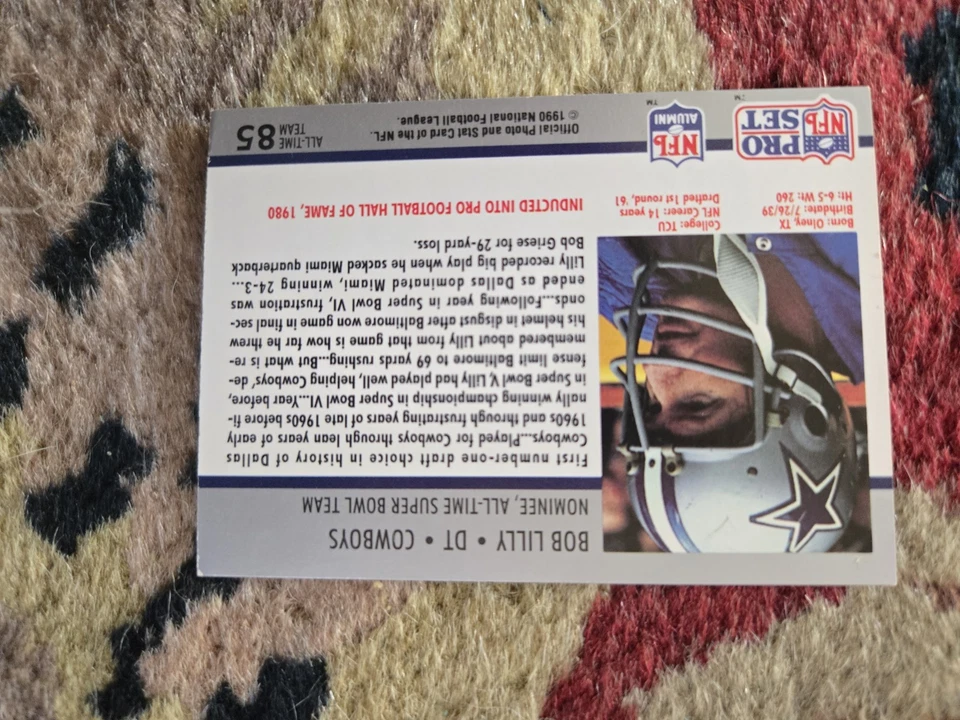 BOB LILLY • DT • COWBOYS
NOMINEE, ALL-TIME SUPER BOWL TEAM
First number-one draft choice in history of Dallas
Cowboys...Played for Cowboys through lean years of early
1960s and through frustrating years of late 1960s before fi-
nally winning championship in Super Bowl VI...Year before,
in Super Bowl V, Lilly had played well, helping Cowboys' de-
fense limit Baltimore to 69 yards rushing...But what is re-
membered about Lilly from that game is how far he threw
his helmet in disgust after Baltimore won game in final sec-
onds...Following year in Super Bowl VI, frustration was
ended as Dallas dominated Miami, winning 24-3...
Lilly recorded big play when he sacked Miami quarterback
Bob Griese for 29-yard loss.
INDUCTED INTO PRO FOOTBALL HALL OF FAME, 1980
Born: Olney, TX
Birthdate: 7/26/39
Ht: 6-5 Wt: 260
College: TCU
NFL Career: 14 years
Drafted 1st round, '61
NFL PRO SET™
NFL ALUMNI™
Official Photo and Stat Card of the NFL.
© 1990 National Football League.
ALL-TIME
TEAM
85